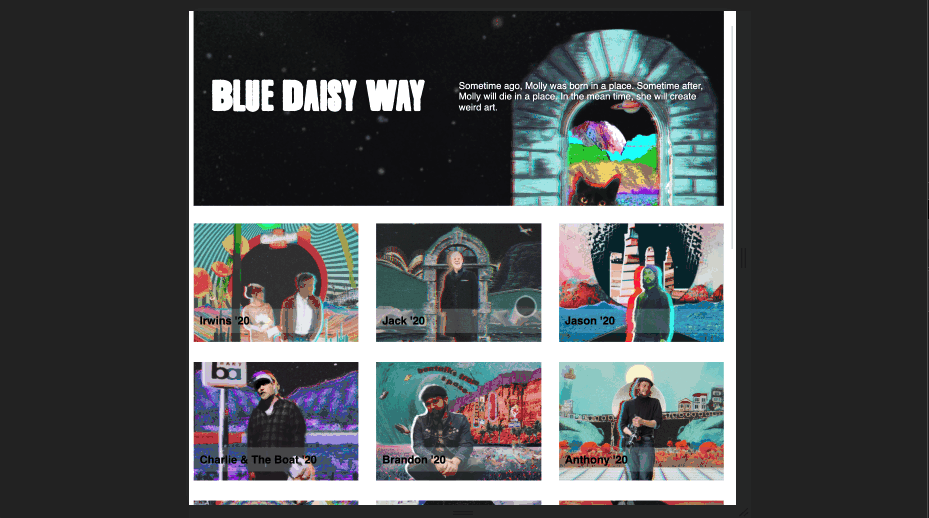 BLUE DAISY WAY
Sometime ago, Molly was born in a place. Sometime after,
Molly will die in a place. In the mean time, she will create
weird art.
Irwins '20
Jack '20
Jason '20
ba
Charlie & The Boat '20
Brandon '20
Anthony '20